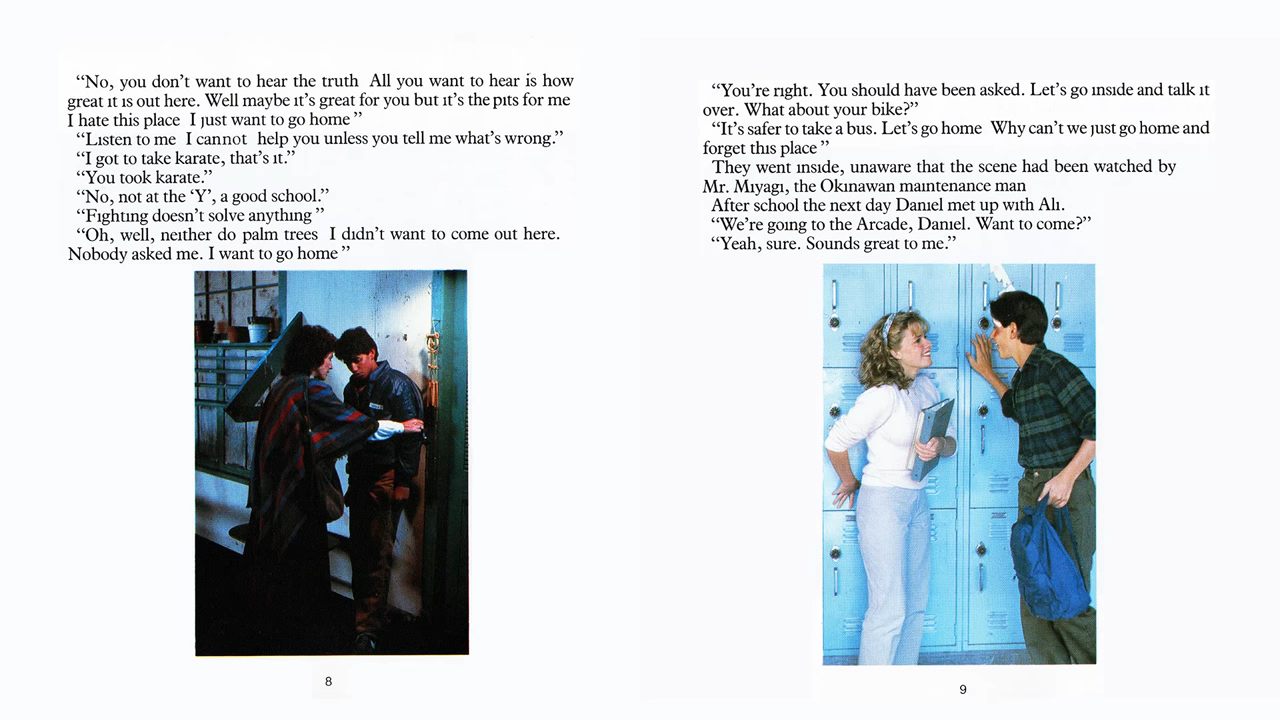 “No, you don’t want to hear the truth  All you want to hear is how
great it is out here. Well maybe it’s great for you but it’s the pits for me
I hate this place  I just want to go home”
“Listen to me  I cannot  help you unless you tell me what’s wrong.”
“I got to take karate, that’s it.”
“You took karate.”
“No, not at the ‘Y’, a good school.”
“Fighting doesn’t solve anything”
“Oh, well, neither do palm trees  I didn’t want to come out here.
Nobody asked me. I want to go home”
8
“You’re right. You should have been asked. Let’s go inside and talk it
over. What about your bike?”
“It’s safer to take a bus. Let’s go home  Why can’t we just go home and
forget this place”
They went inside, unaware that the scene had been watched by
Mr. Miyagi, the Okinawan maintenance man
After school the next day Daniel met up with Ali.
“We’re going to the Arcade, Daniel. Want to come?”
“Yeah, sure. Sounds great to me.”
9